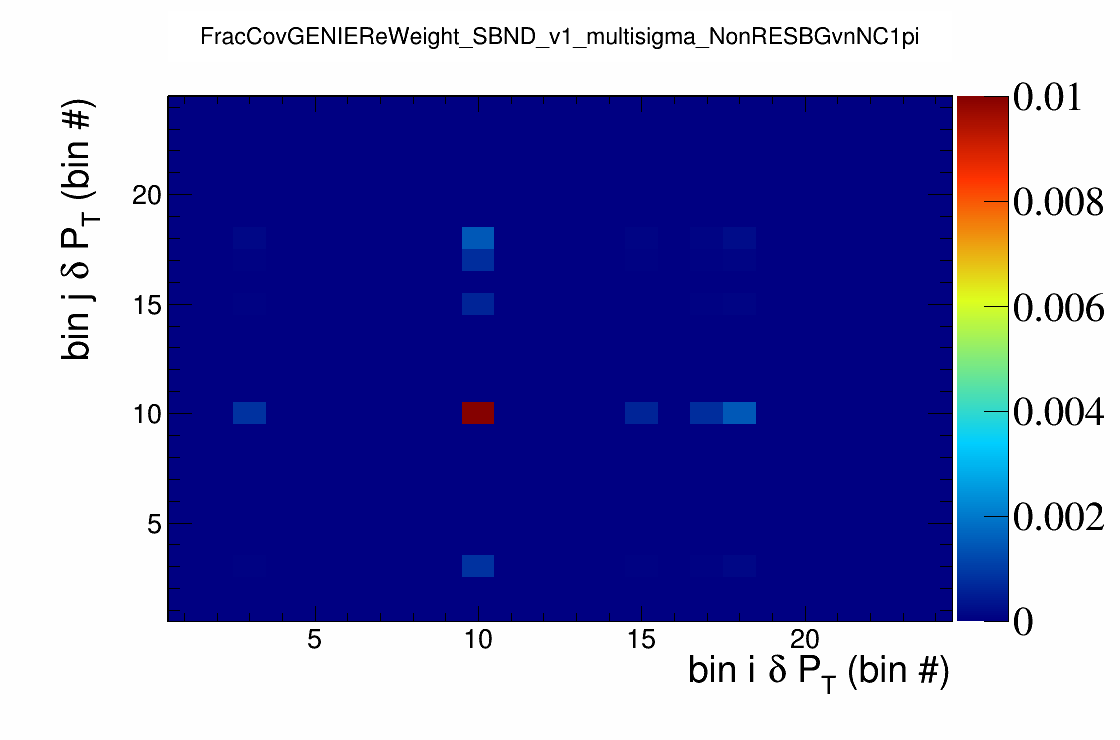 FracCovGENIEReWeight_SBND_v1_multisigma_NonRESBGvnNC1pi
bin j δ P_T (bin #)
20
15
10
5
5 10 15 20
bin i δ P_T (bin #)
0.01
0.008
0.006
0.004
0.002
0